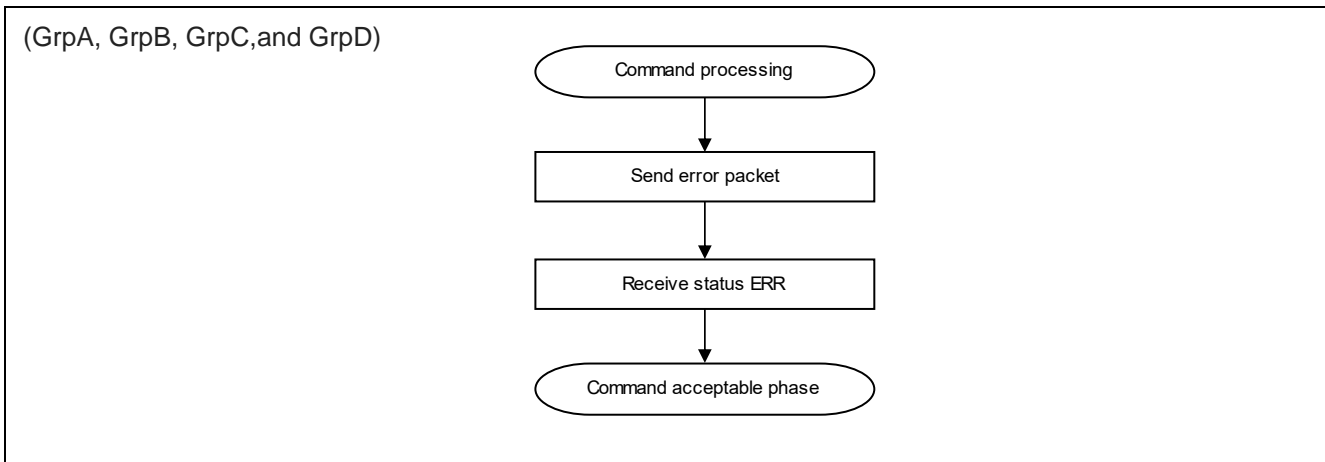 (GrpA, GrpB, GrpC,and GrpD)
Command processing
Send error packet
Receive status ERR
Command acceptable phase